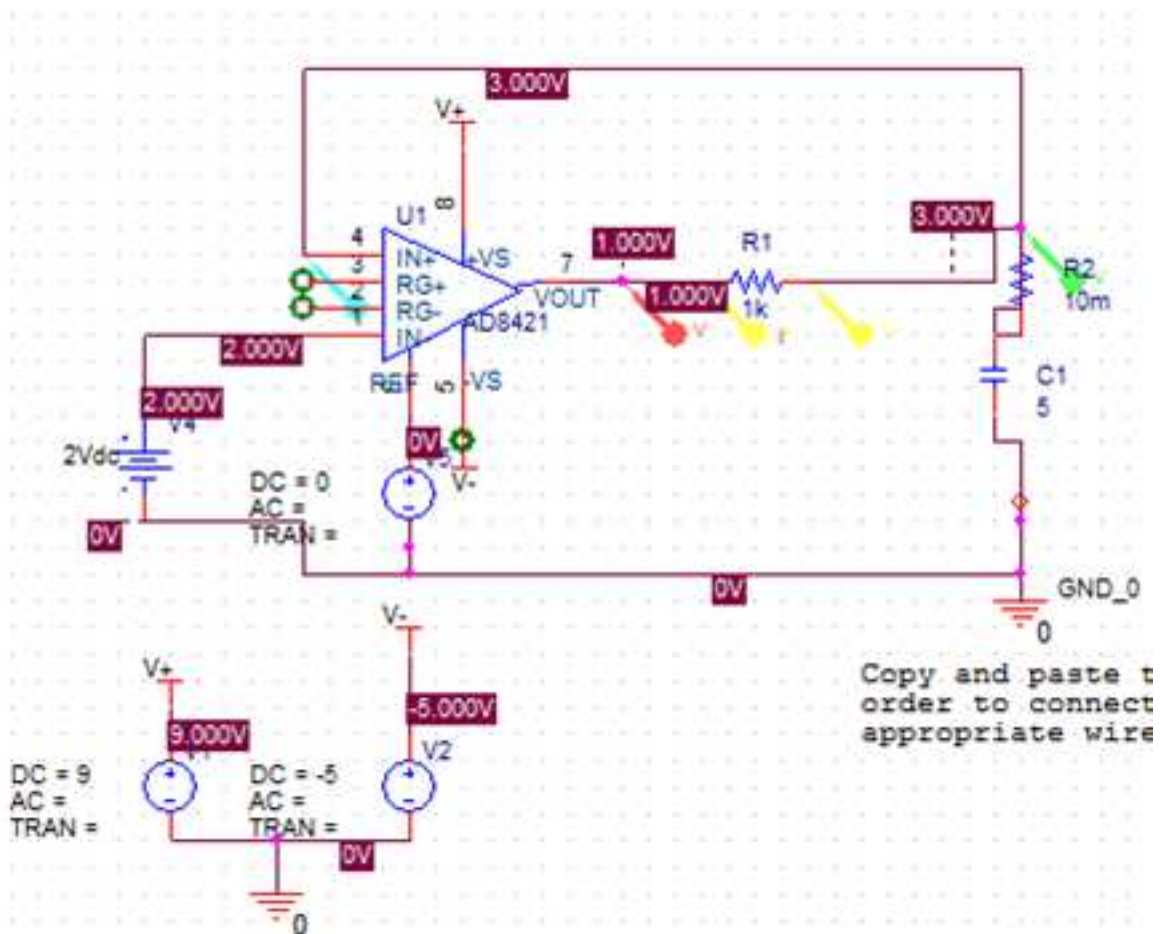 3.000V
V+
8
U1
4
IN+
+VS
3
RG+
2
RG-
1
IN-
7
VOUT
AD8421
REF
5
-VS
V-
1.000V
1.000V
R1
1k
3.000V
R2
10m
C1
5
2.000V
2.000V
V4
2Vdc
0V
0V
DC = 0
AC =
TRAN =
0V
GND_0
0
V-
V+
-5.000V
9.000V
V2
DC = 9
AC =
TRAN =
DC = -5
AC =
TRAN =
0V
0
Copy and paste t
order to connect
appropriate wire